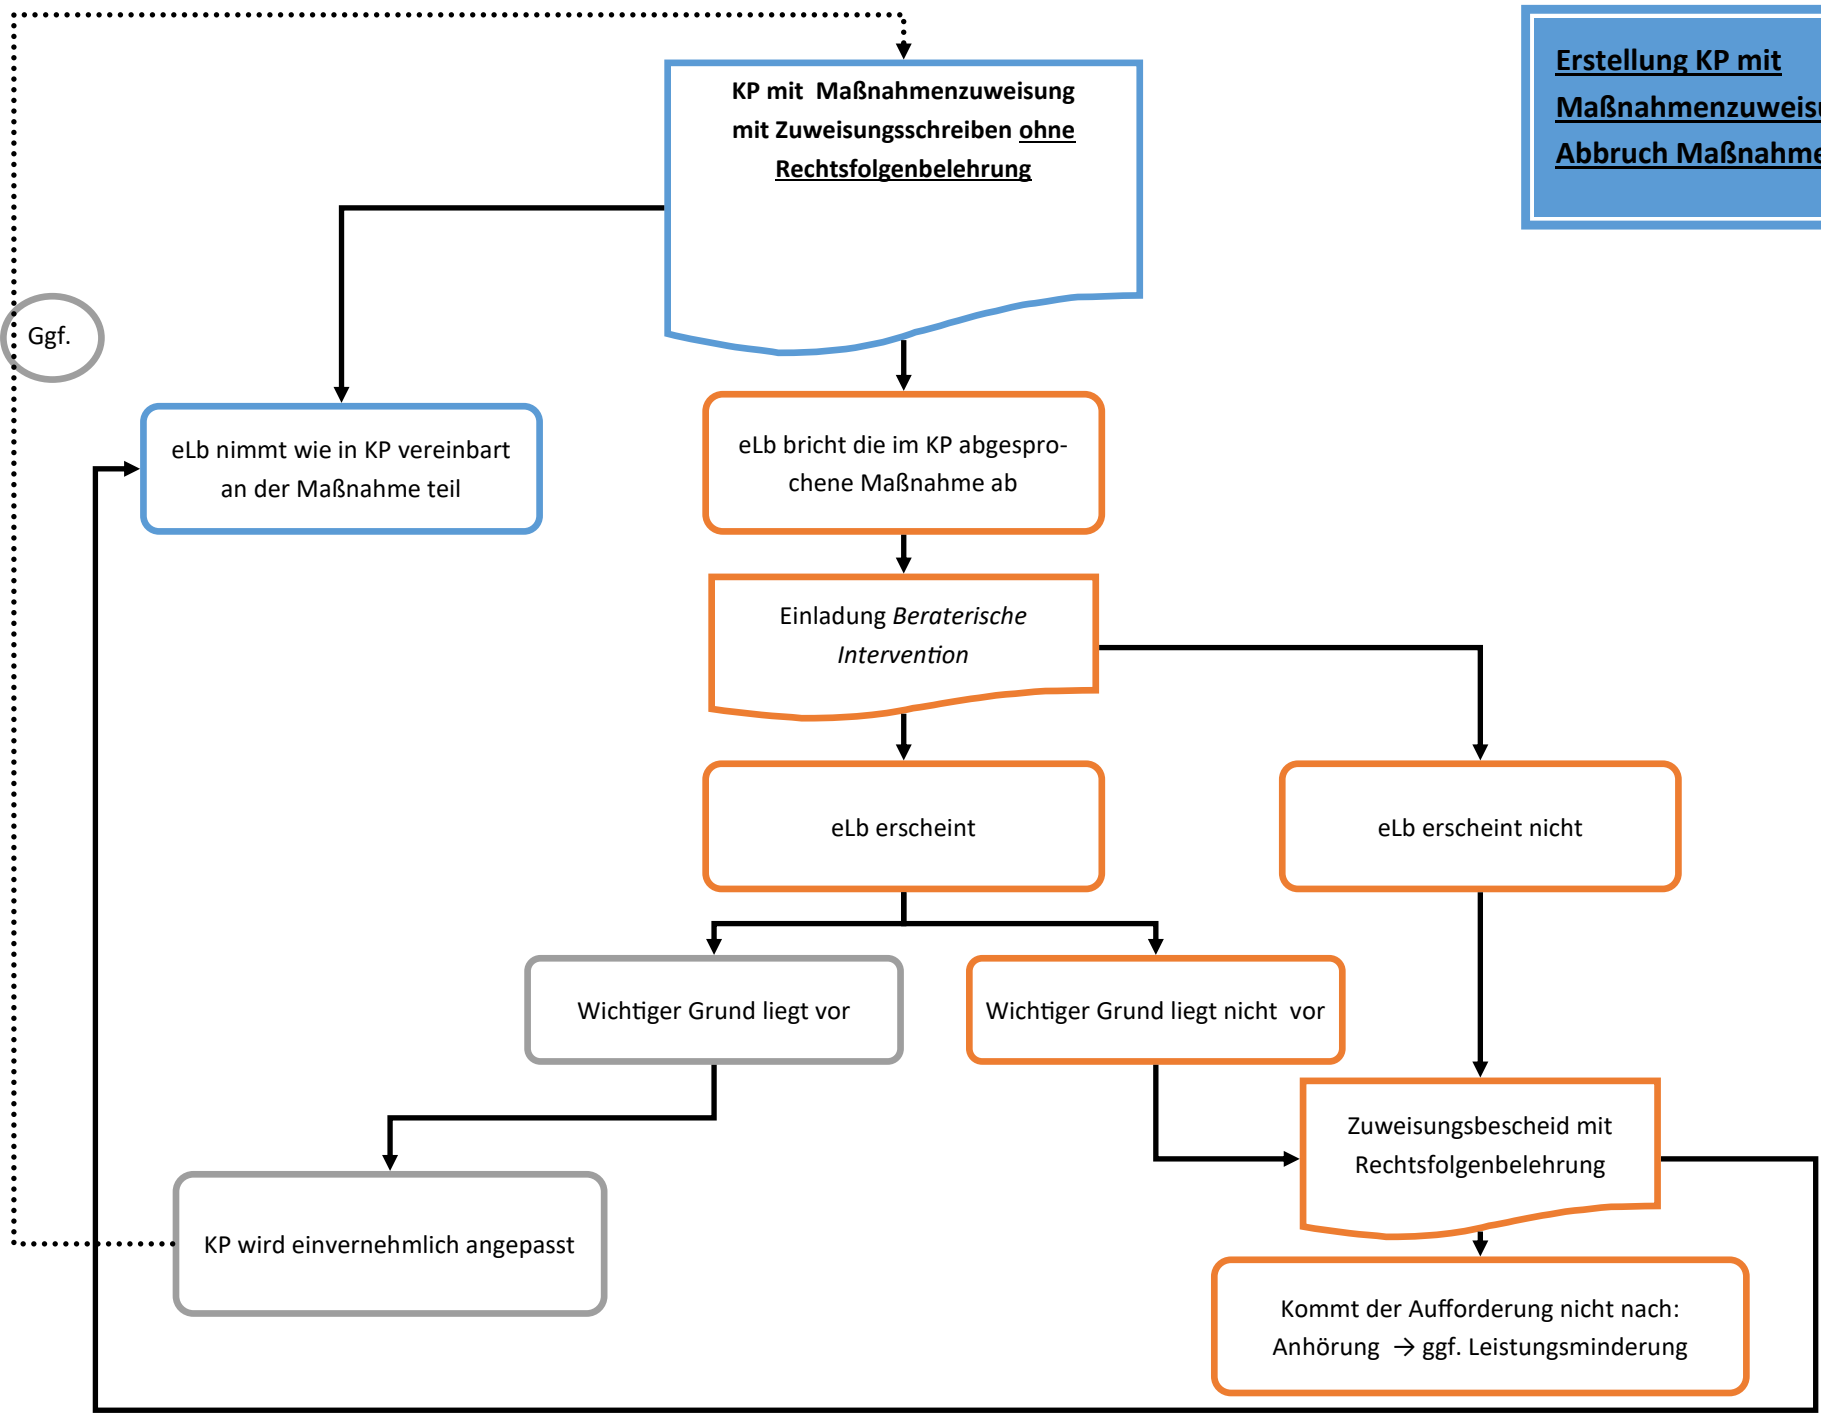 KP mit Maßnahmenzuweisung
mit Zuweisungsschreiben ohne
Rechtsfolgenbelehrung
Erstellung KP mit
Abbruch Maßnahme
Ggf.
eLb nimmt wie in KP vereinbart
an der Maßnahme teil
eLb bricht die im KP abgespro-
chene Maßnahme ab
Einladung Beraterische
Intervention
eLb erscheint
eLb erscheint nicht
Wichtiger Grund liegt vor
Wichtiger Grund liegt nicht vor
Zuweisungsbescheid mit
Rechtsfolgenbelehrung
KP wird einvernehmlich angepasst
Kommt der Aufforderung nicht nach:
Anhörung → ggf. Leistungsminderung